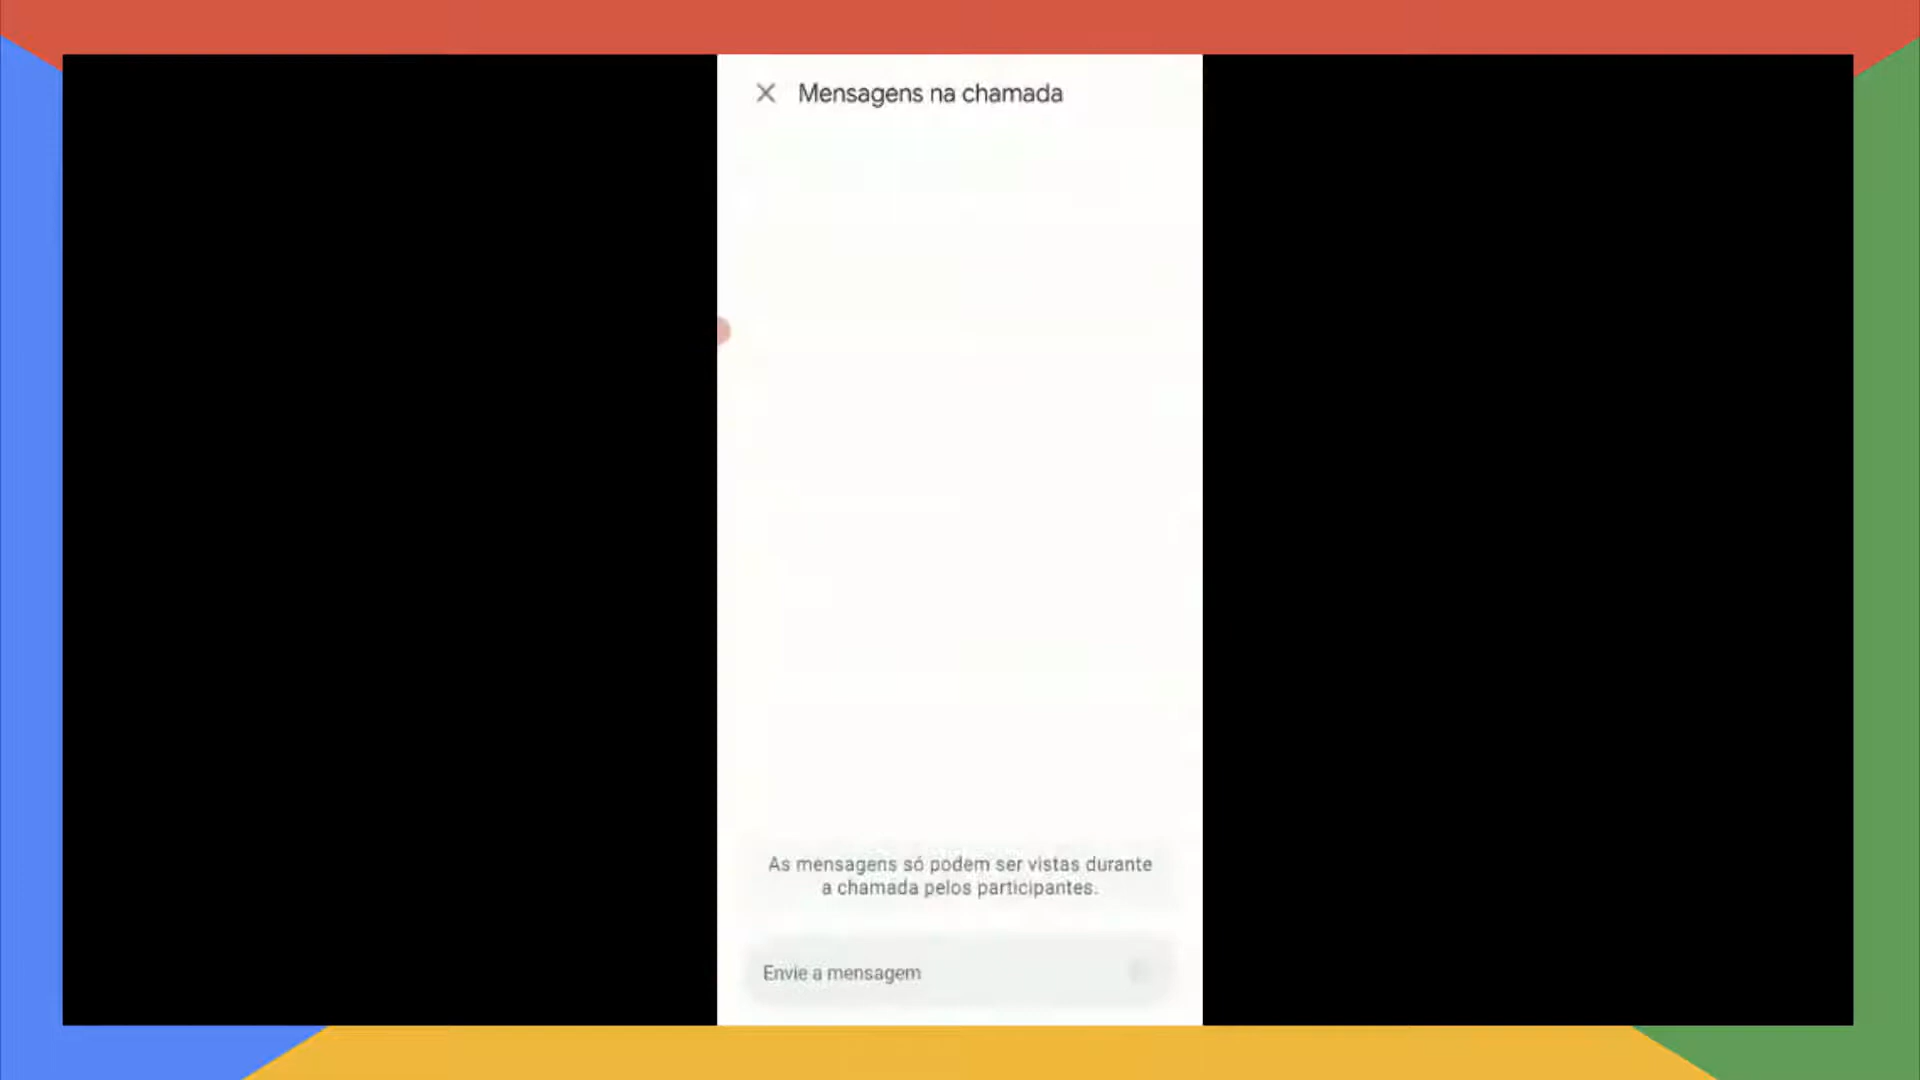 Mensagens na chamada
As mensagens só podem ser vistas durante
a chamada pelos participantes.
Envie a mensagem